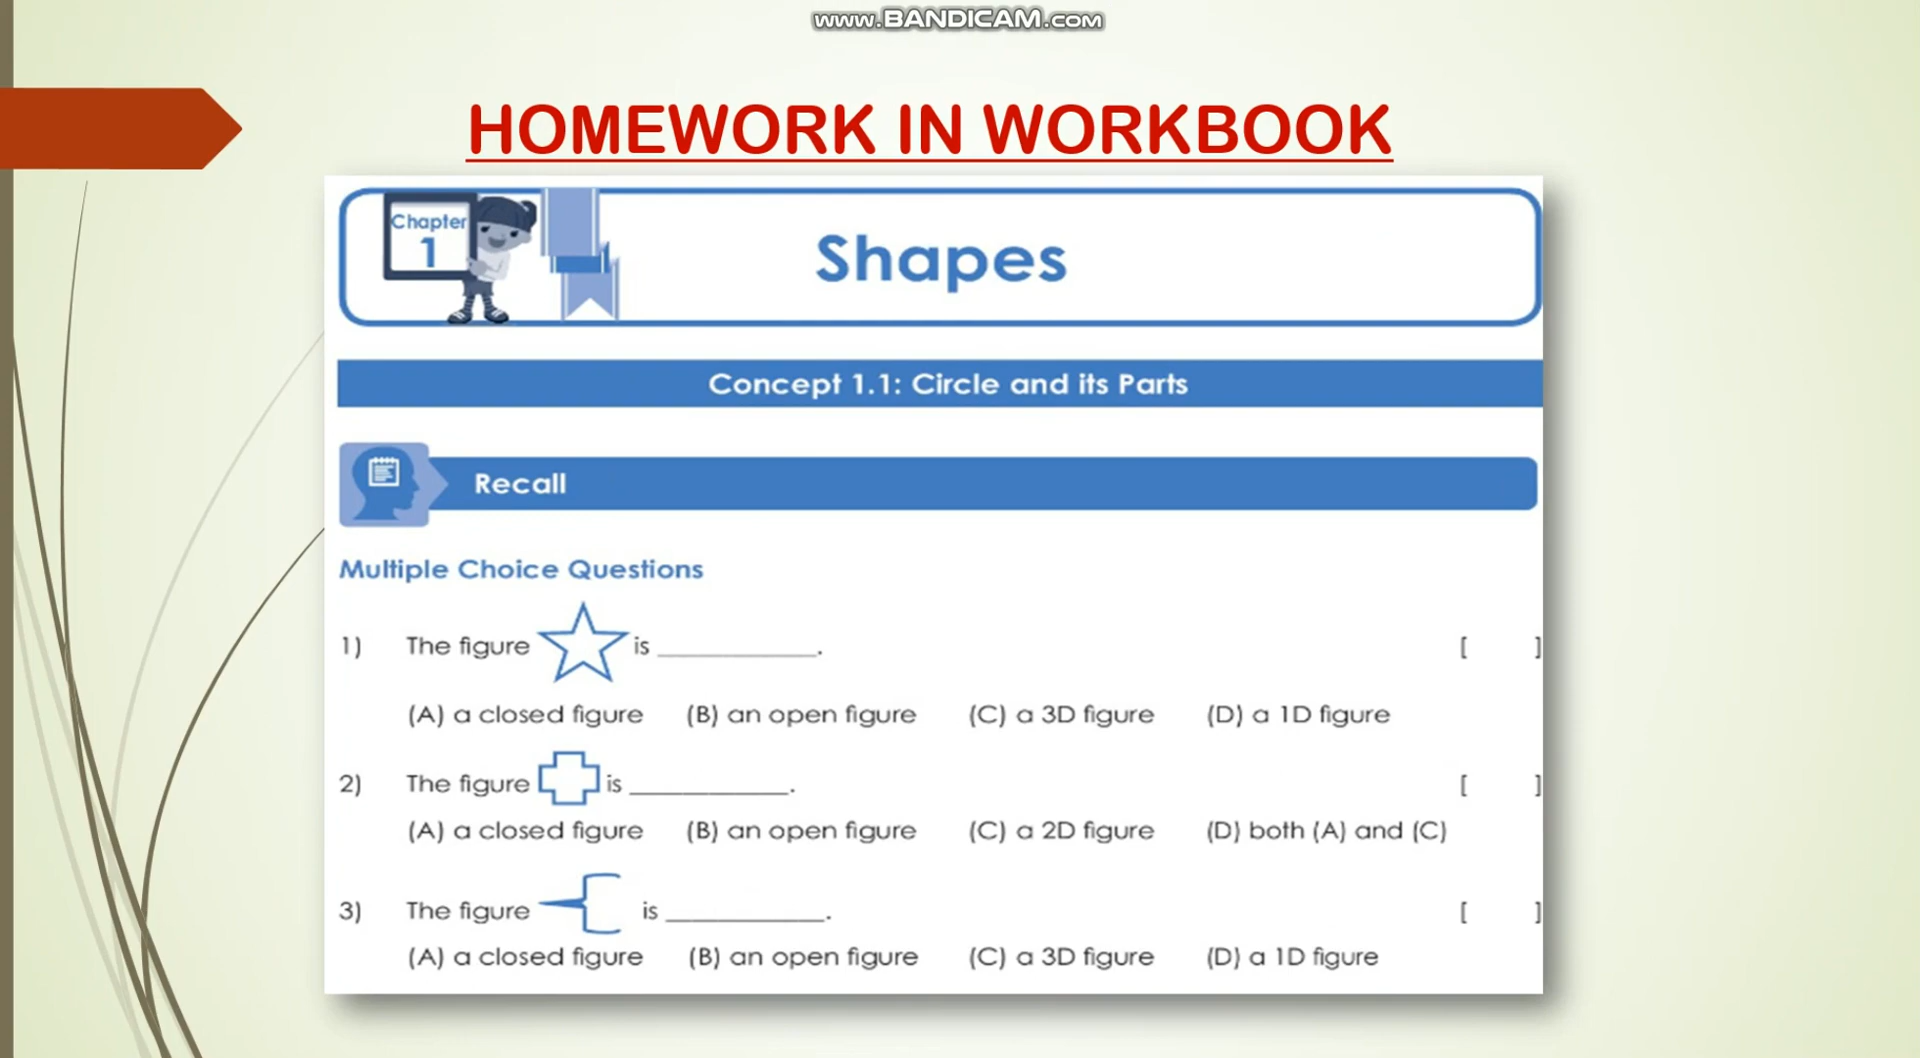 www.BANDICAM.com
HOMEWORK IN WORKBOOK
Chapter
1
Shapes
Concept 1.1: Circle and its Parts
Recall
Multiple Choice Questions
1) The figure is ____________. [ ]
(A) a closed figure (B) an open figure (C) a 3D figure (D) a 1D figure
2) The figure is ____________. [ ]
(A) a closed figure (B) an open figure (C) a 2D figure (D) both (A) and (C)
3) The figure is ____________. [ ]
(A) a closed figure (B) an open figure (C) a 3D figure (D) a 1D figure